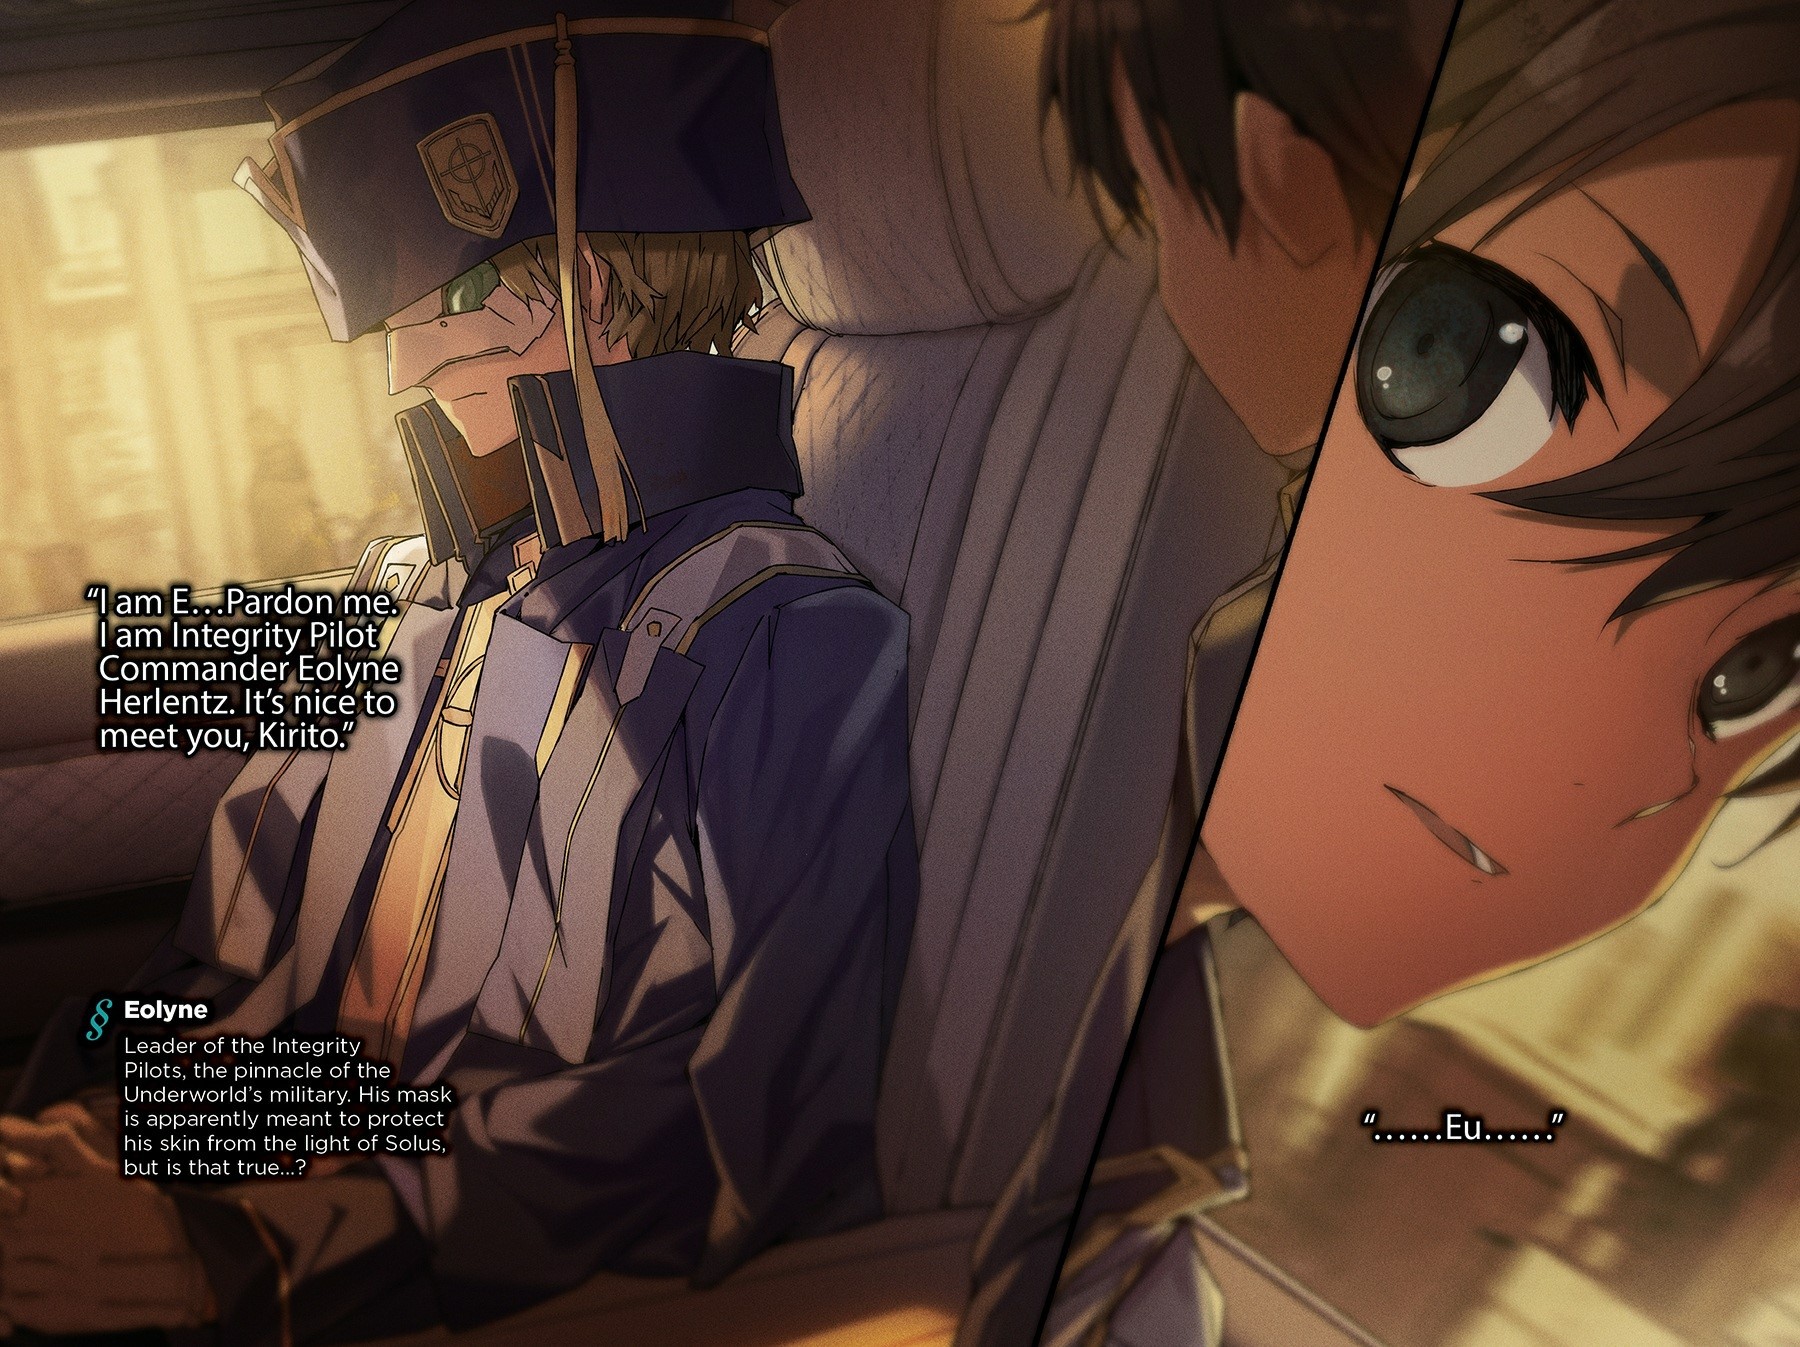 “I am E...Pardon me.
I am Integrity Pilot
Commander Eolyne
Herlentz. It’s nice to
meet you, Kirito.”
§ Eolyne
Leader of the Integrity
Pilots, the pinnacle of the
Underworld’s military. His mask
is apparently meant to protect
his skin from the light of Solus,
but is that true...?
“......Eu......”